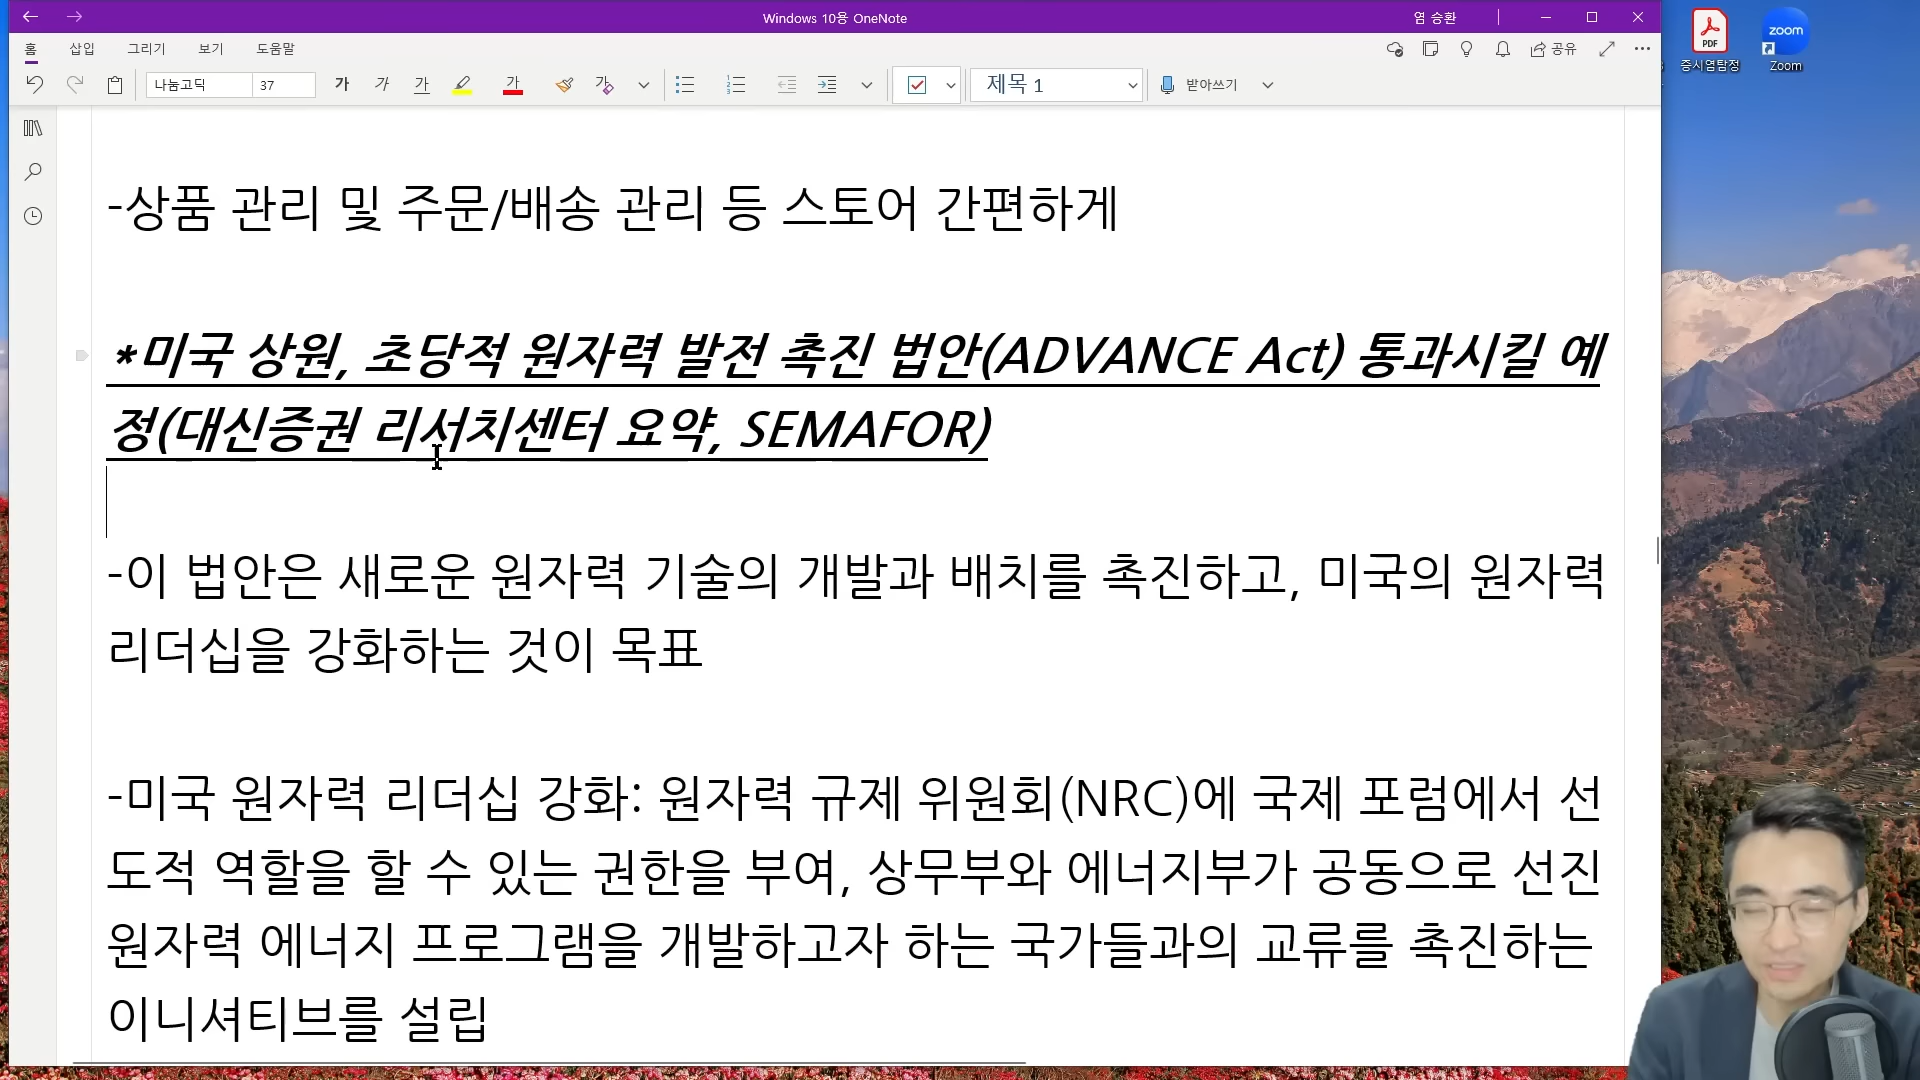 Windows 10용 OneNote
염 승환
홈 삽입 그리기 보기 도움말
공유
나눔고딕 37 가 가 가 가 가 제목 1 받아쓰기
PDF
증시염탐정
zoom
Zoom
-상품 관리 및 주문/배송 관리 등 스토어 간편하게
*미국 상원, 초당적 원자력 발전 촉진 법안(ADVANCE Act) 통과시킬 예
정(대신증권 리서치센터 요약, SEMAFOR)
-이 법안은 새로운 원자력 기술의 개발과 배치를 촉진하고, 미국의 원자력
리더십을 강화하는 것이 목표
-미국 원자력 리더십 강화: 원자력 규제 위원회(NRC)에 국제 포럼에서 선
도적 역할을 할 수 있는 권한을 부여, 상무부와 에너지부가 공동으로 선진
원자력 에너지 프로그램을 개발하고자 하는 국가들과의 교류를 촉진하는
이니셔티브를 설립